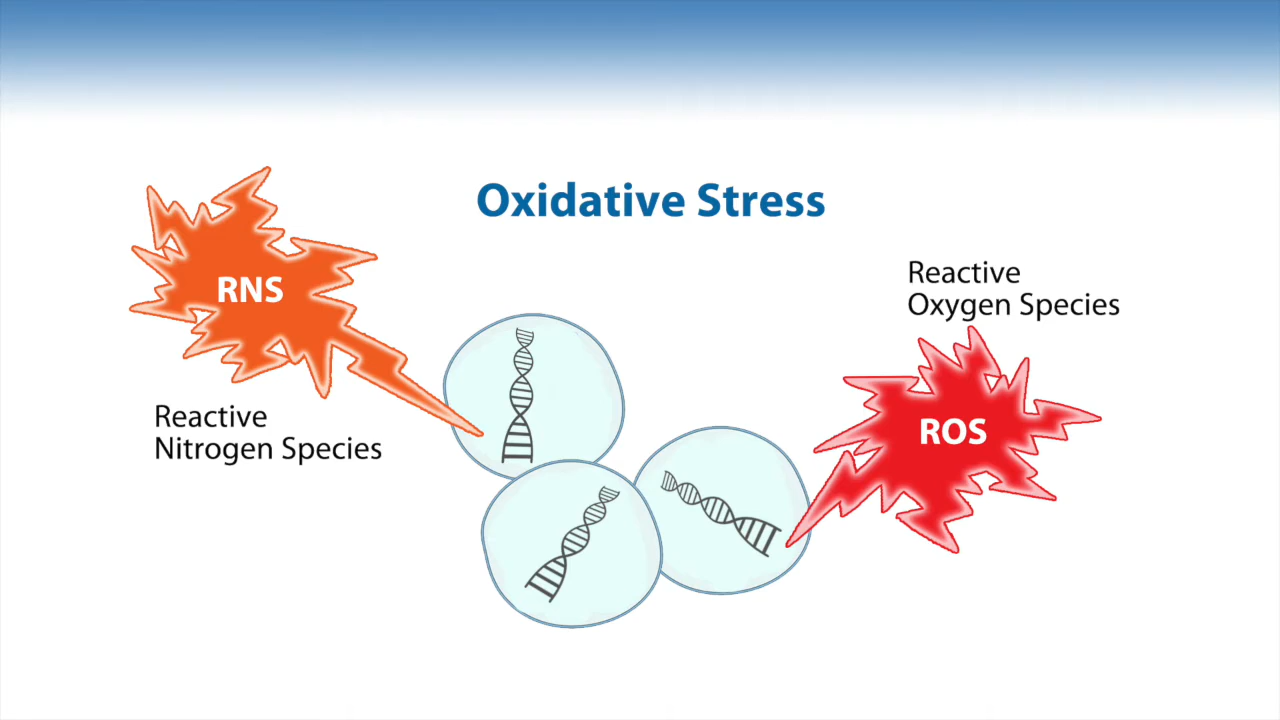 Oxidative Stress
RNS
Reactive
Nitrogen Species
Reactive
Oxygen Species
ROS